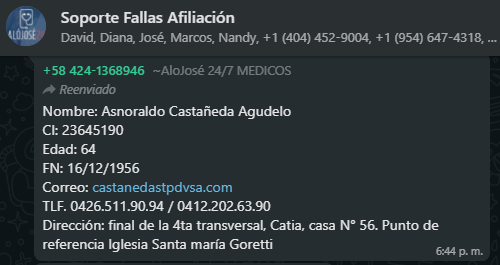 ALÓJOSÉ
Soporte Fallas Afiliación
David, Diana, José, Marcos, Nandy, +1 (404) 452-9004, +1 (954) 647-4318, ...
+58 424-1368946 ~AloJosé 24/7 MEDICOS
Reenviado
Nombre: Asnoraldo Castañeda Agudelo
CI: 23645190
Edad: 64
FN: 16/12/1956
Correo: castanedastpdvsa.com
TLF. 0426.511.90.94 / 0412.202.63.90
Dirección: final de la 4ta transversal, Catia, casa N° 56. Punto de
referencia Iglesia Santa maría Goretti
6:44 p. m.